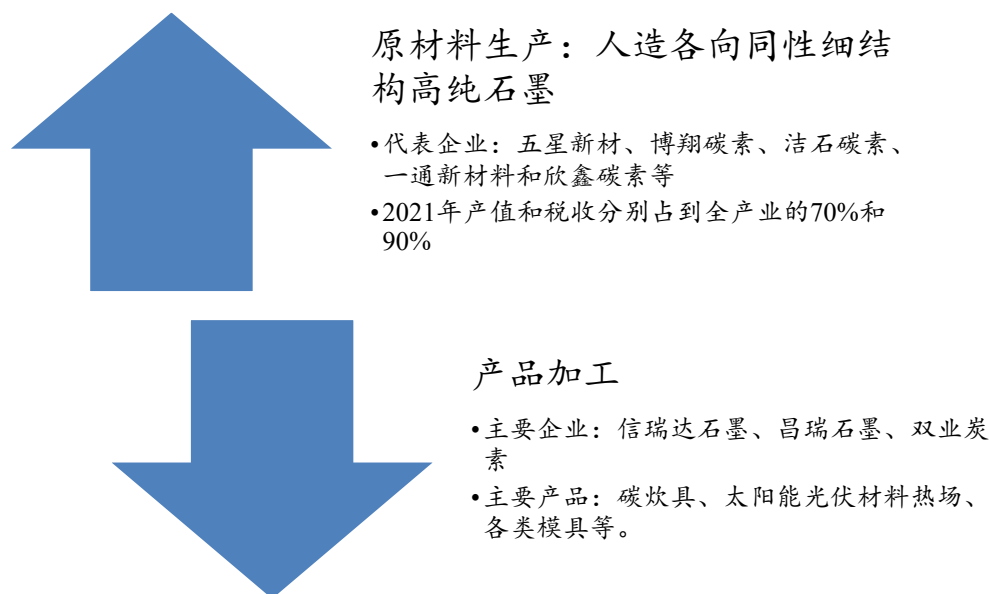 原材料生产：人造各向同性细结
构高纯石墨
•代表企业：五星新材、博翔碳素、洁石碳素、
一通新材料和欣鑫碳素等
•2021年产值和税收分别占到全产业的70%和
90%
产品加工
•主要企业：信瑞达石墨、昌瑞石墨、双业炭
素
•主要产品：碳炊具、太阳能光伏材料热场、
各类模具等。